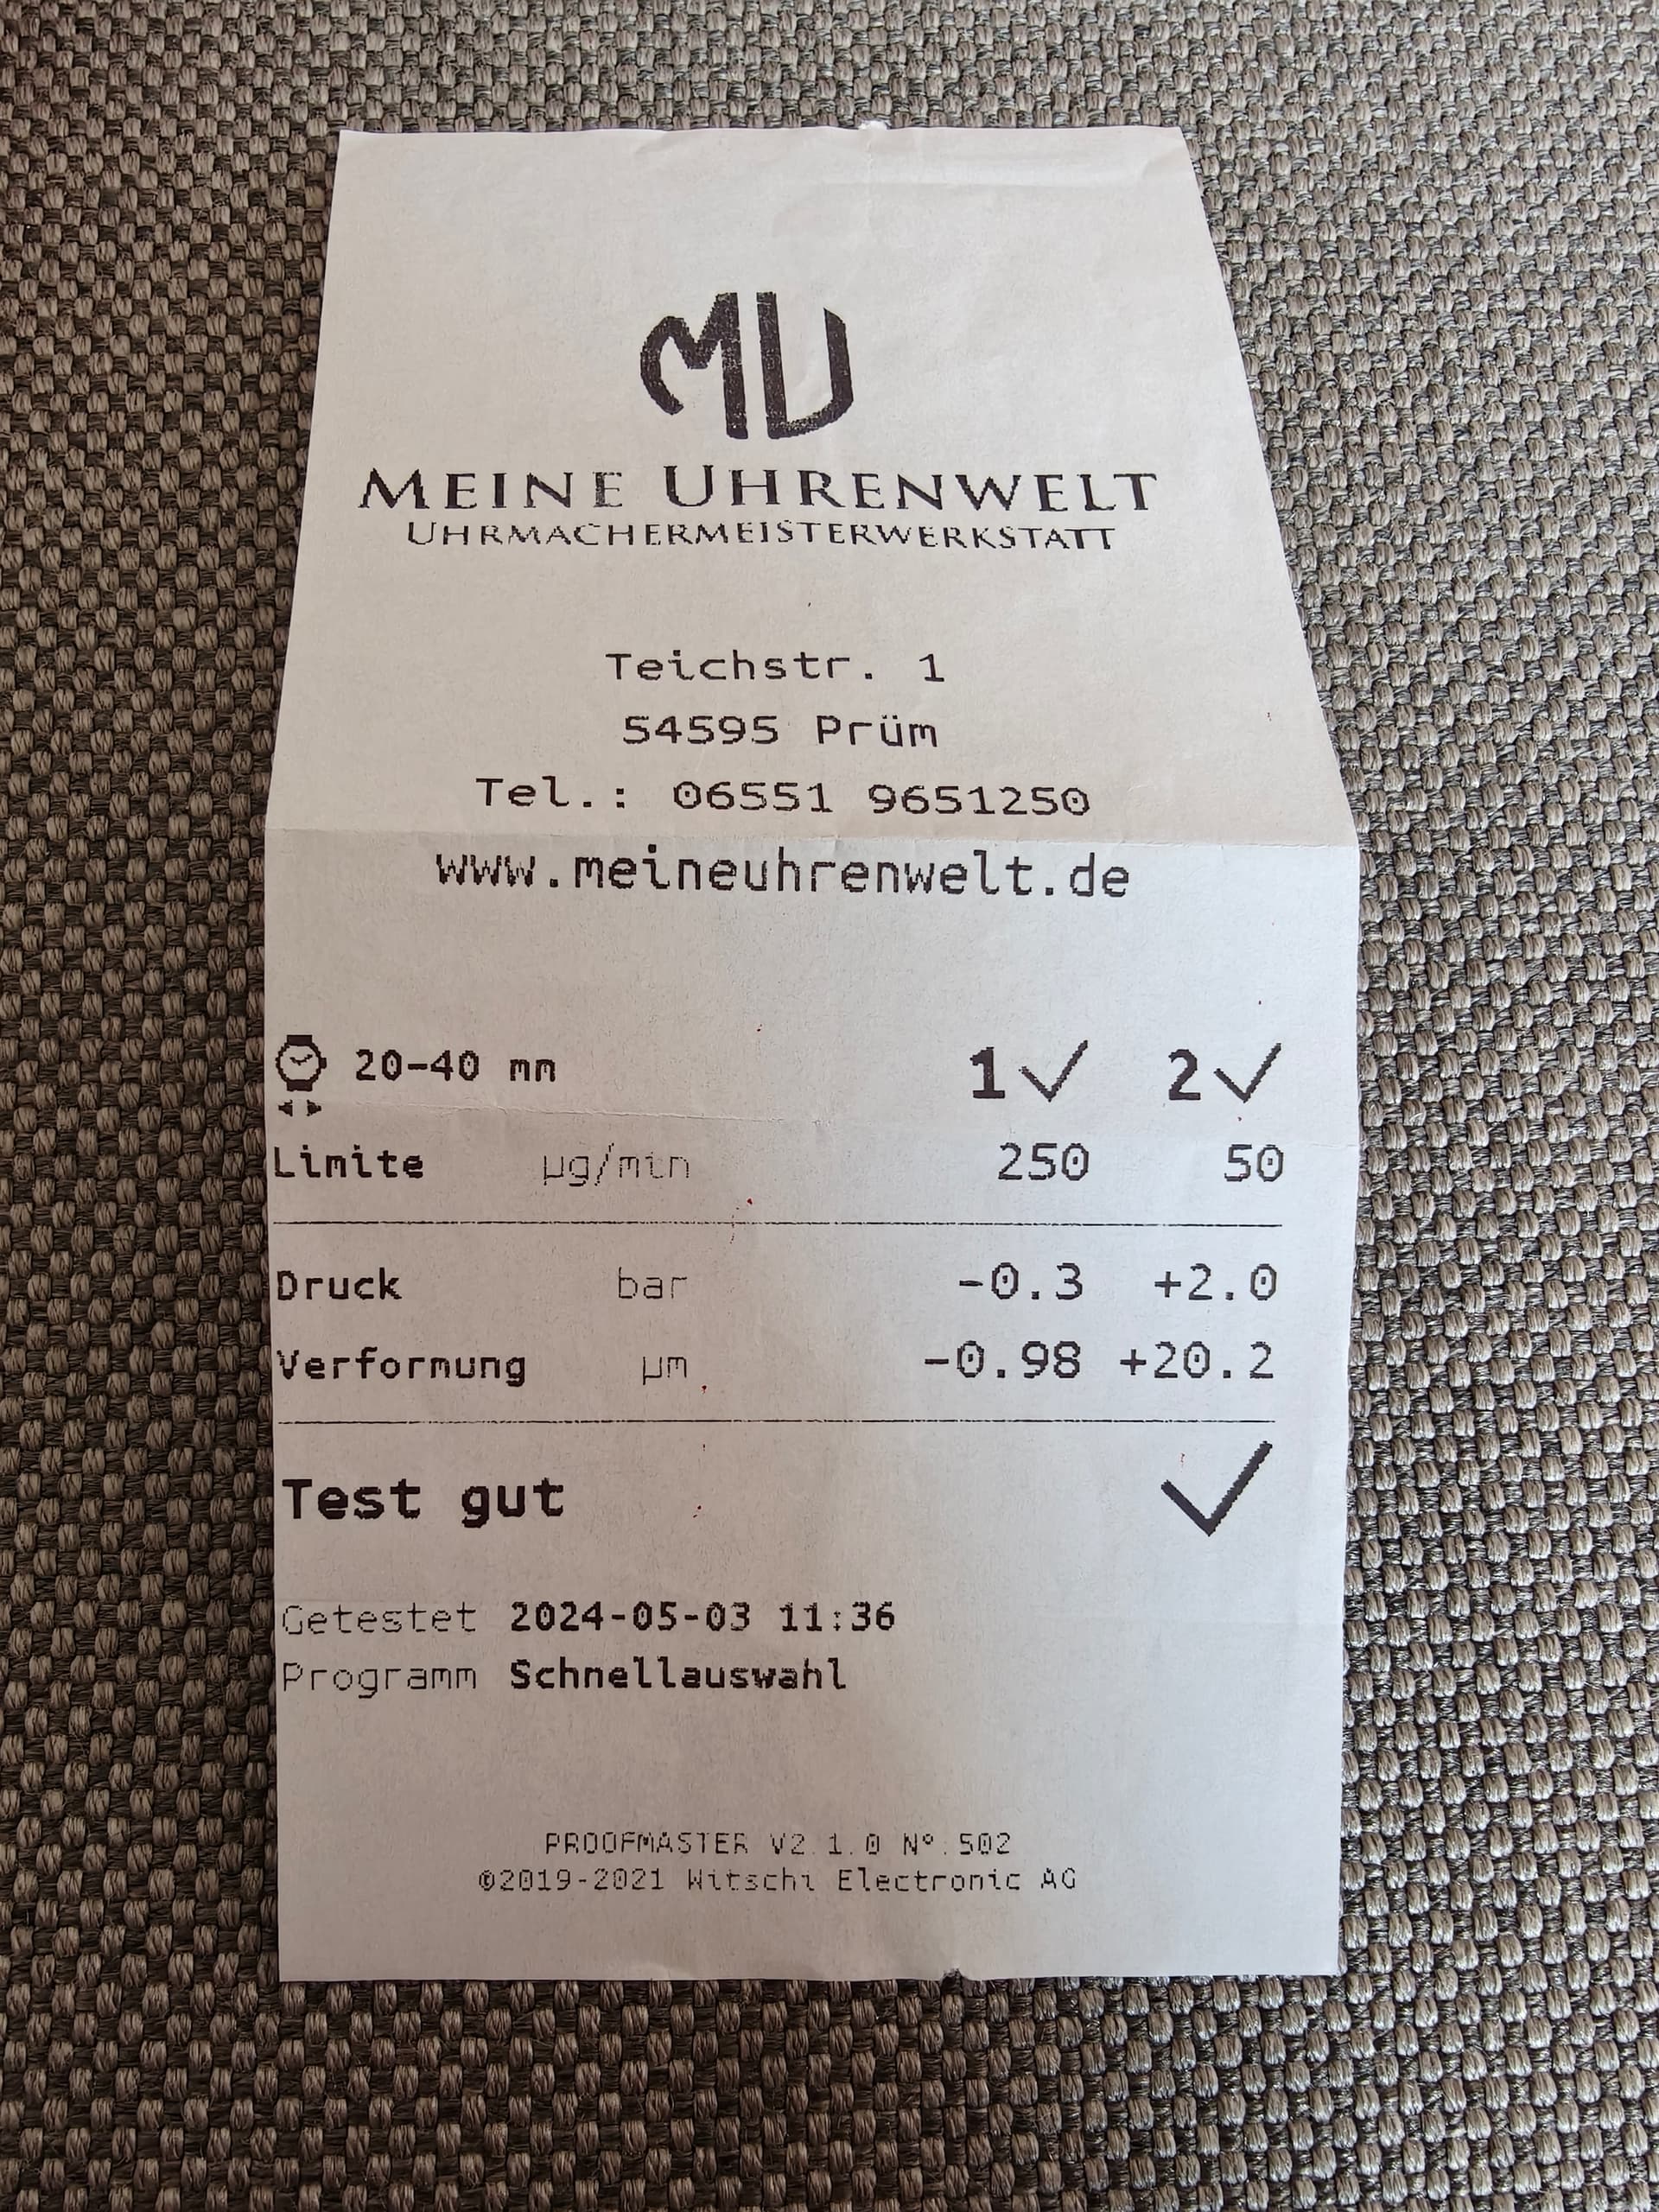 MU
MEINE UHRENWELT
UHRMACHERMEISTERWERKSTATT
Teichstr. 1
54595 Prüm
Tel.: 06551 9651250
www.meineuhrenwelt.de
20-40 mm 1✓ 2✓
Limite µg/min 250 50
Druck bar -0.3 +2.0
Verformung µm -0.98 +20.2
Test gut ✓
Getestet 2024-05-03 11:36
Programm Schnellauswahl
PROOFMASTER V2.1.0 N°.502
©2019-2021 Witschi Electronic AG